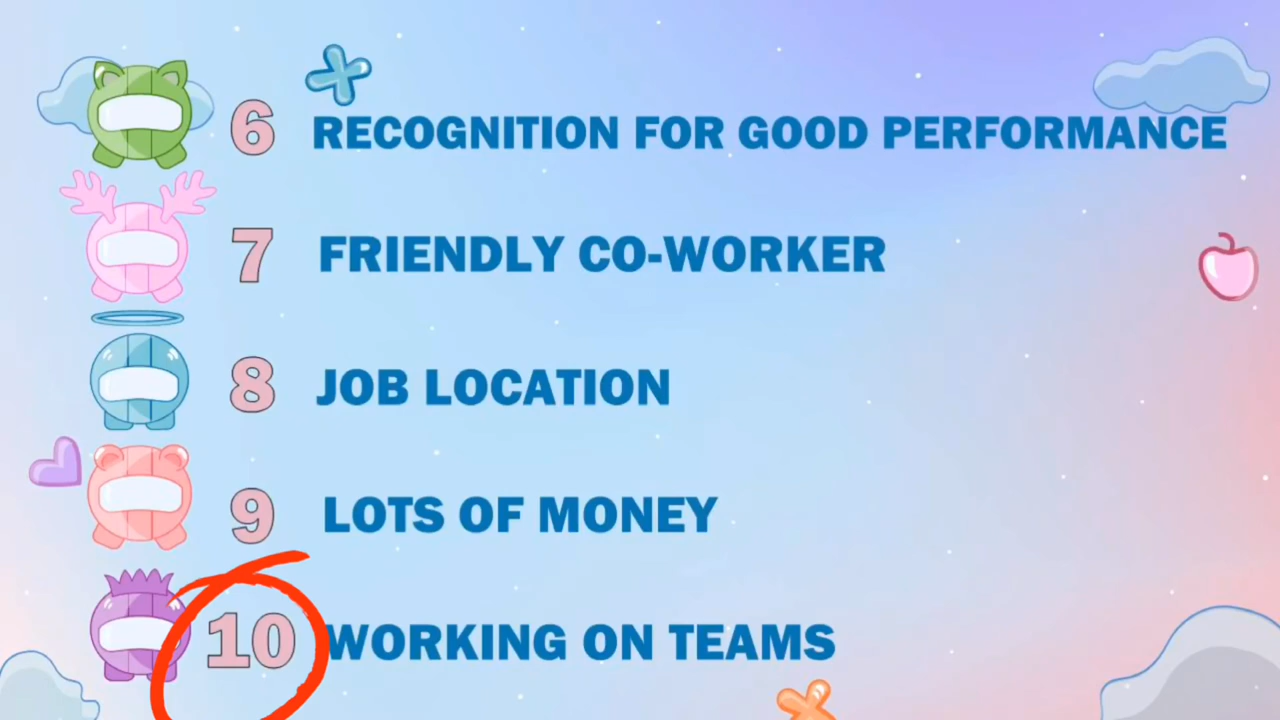 6 RECOGNITION FOR GOOD PERFORMANCE
7 FRIENDLY CO-WORKER
8 JOB LOCATION
9 LOTS OF MONEY
10 WORKING ON TEAMS